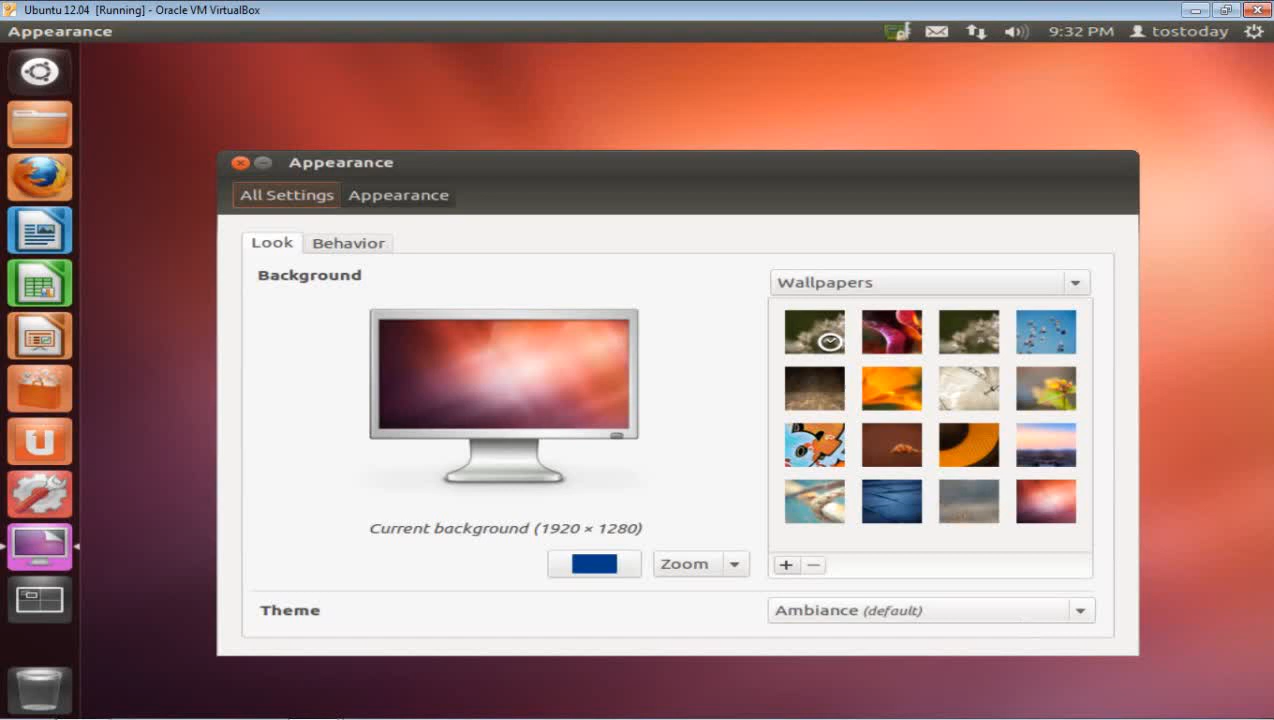 Ubuntu 12.04 [Running] - Oracle VM VirtualBox
Appearance
9:32 PM
tostoday
Appearance
All Settings
Appearance
Look
Behavior
Background
Wallpapers
Current background (1920 × 1280)
Zoom
Theme
Ambiance (default)